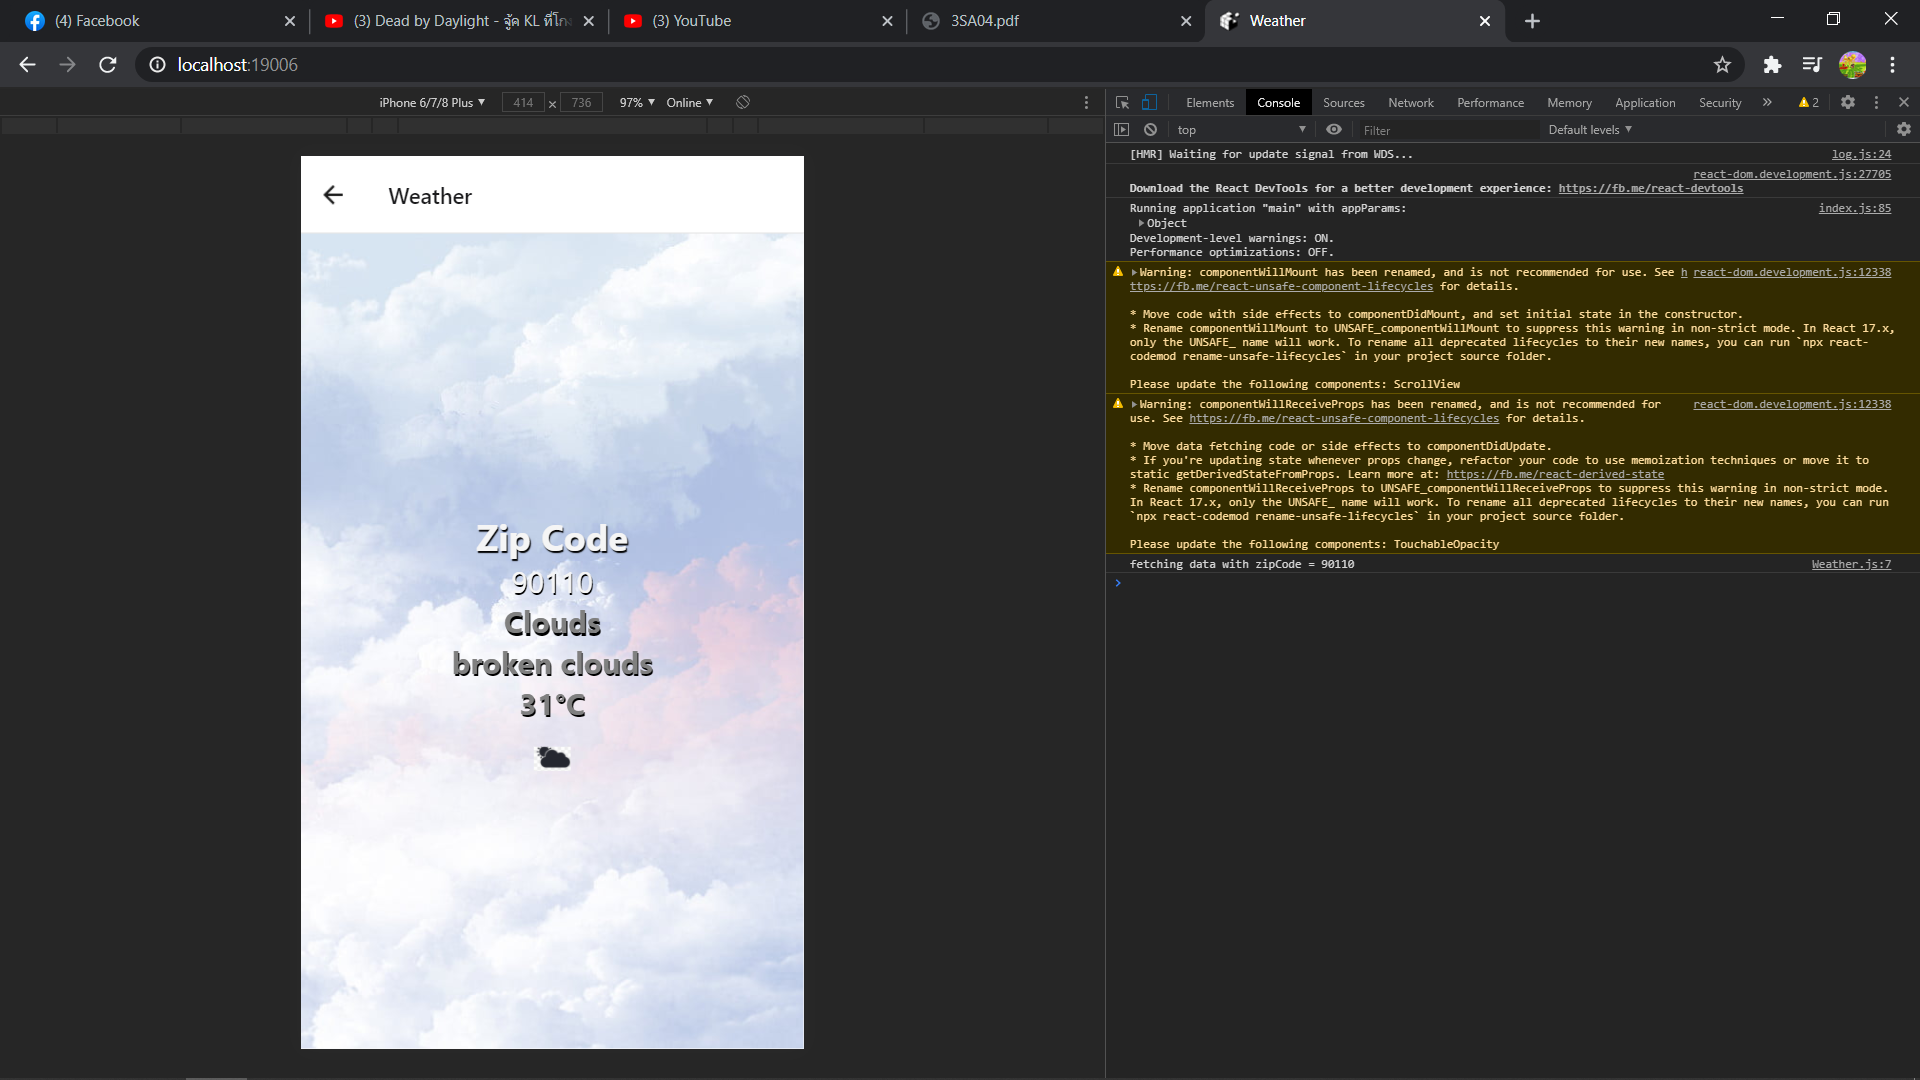 (4) Facebook
(3) Dead by Daylight - จุ๊ค KL ที่โกง
(3) YouTube
3SA04.pdf
Weather
localhost:19006
iPhone 6/7/8 Plus ▼ 414 × 736 97% ▼ Online ▼
Elements Console Sources Network Performance Memory Application Security » 2
top ▼ Filter Default levels ▼
Weather
Zip Code
90110
Clouds
broken clouds
31°C
[HMR] Waiting for update signal from WDS... log.js:24
react-dom.development.js:27705
Download the React DevTools for a better development experience: https://fb.me/react-devtools
Running application "main" with appParams: index.js:85
Object
Development-level warnings: ON.
Performance optimizations: OFF.
Warning: componentWillMount has been renamed, and is not recommended for use. See h react-dom.development.js:12338
ttps://fb.me/react-unsafe-component-lifecycles for details.
* Move code with side effects to componentDidMount, and set initial state in the constructor.
* Rename componentWillMount to UNSAFE_componentWillMount to suppress this warning in non-strict mode. In React 17.x,
only the UNSAFE_ name will work. To rename all deprecated lifecycles to their new names, you can run `npx react-
codemod rename-unsafe-lifecycles` in your project source folder.
Please update the following components: ScrollView
Warning: componentWillReceiveProps has been renamed, and is not recommended for react-dom.development.js:12338
use. See https://fb.me/react-unsafe-component-lifecycles for details.
* Move data fetching code or side effects to componentDidUpdate.
* If you're updating state whenever props change, refactor your code to use memoization techniques or move it to
static getDerivedStateFromProps. Learn more at: https://fb.me/react-derived-state
* Rename componentWillReceiveProps to UNSAFE_componentWillReceiveProps to suppress this warning in non-strict mode.
In React 17.x, only the UNSAFE_ name will work. To rename all deprecated lifecycles to their new names, you can run
`npx react-codemod rename-unsafe-lifecycles` in your project source folder.
Please update the following components: TouchableOpacity
fetching data with zipCode = 90110 Weather.js:7